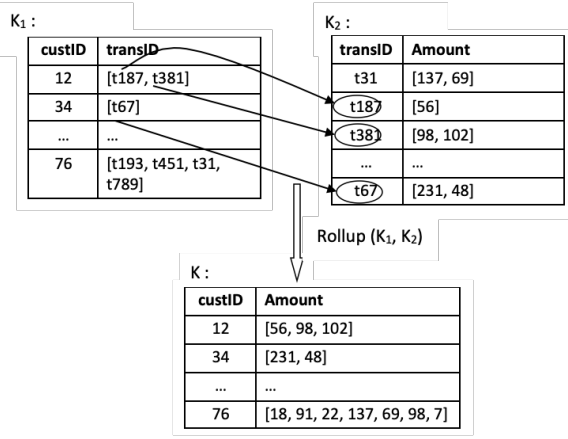 K1 :
custID transID
12 [t187, t381]
34 [t67]
... ...
76 [t193, t451, t31,
t789]
K2 :
transID Amount
t31 [137, 69]
t187 [56]
t381 [98, 102]
... ...
t67 [231, 48]
Rollup (K1, K2)
K :
custID Amount
12 [56, 98, 102]
34 [231, 48]
... ...
76 [18, 91, 22, 137, 69, 98, 7]